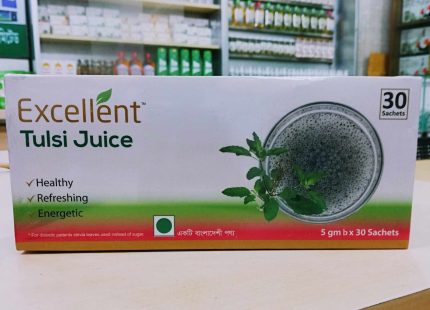 Excellent™
Tulsi Juice
30
Sachets
✓Healthy
✓Refreshing
✓Energetic
* For diabetic patients stevia leaves used instead of sugar.
একটি বাংলাদেশী পণ্য
5 gm b x 30 Sachets